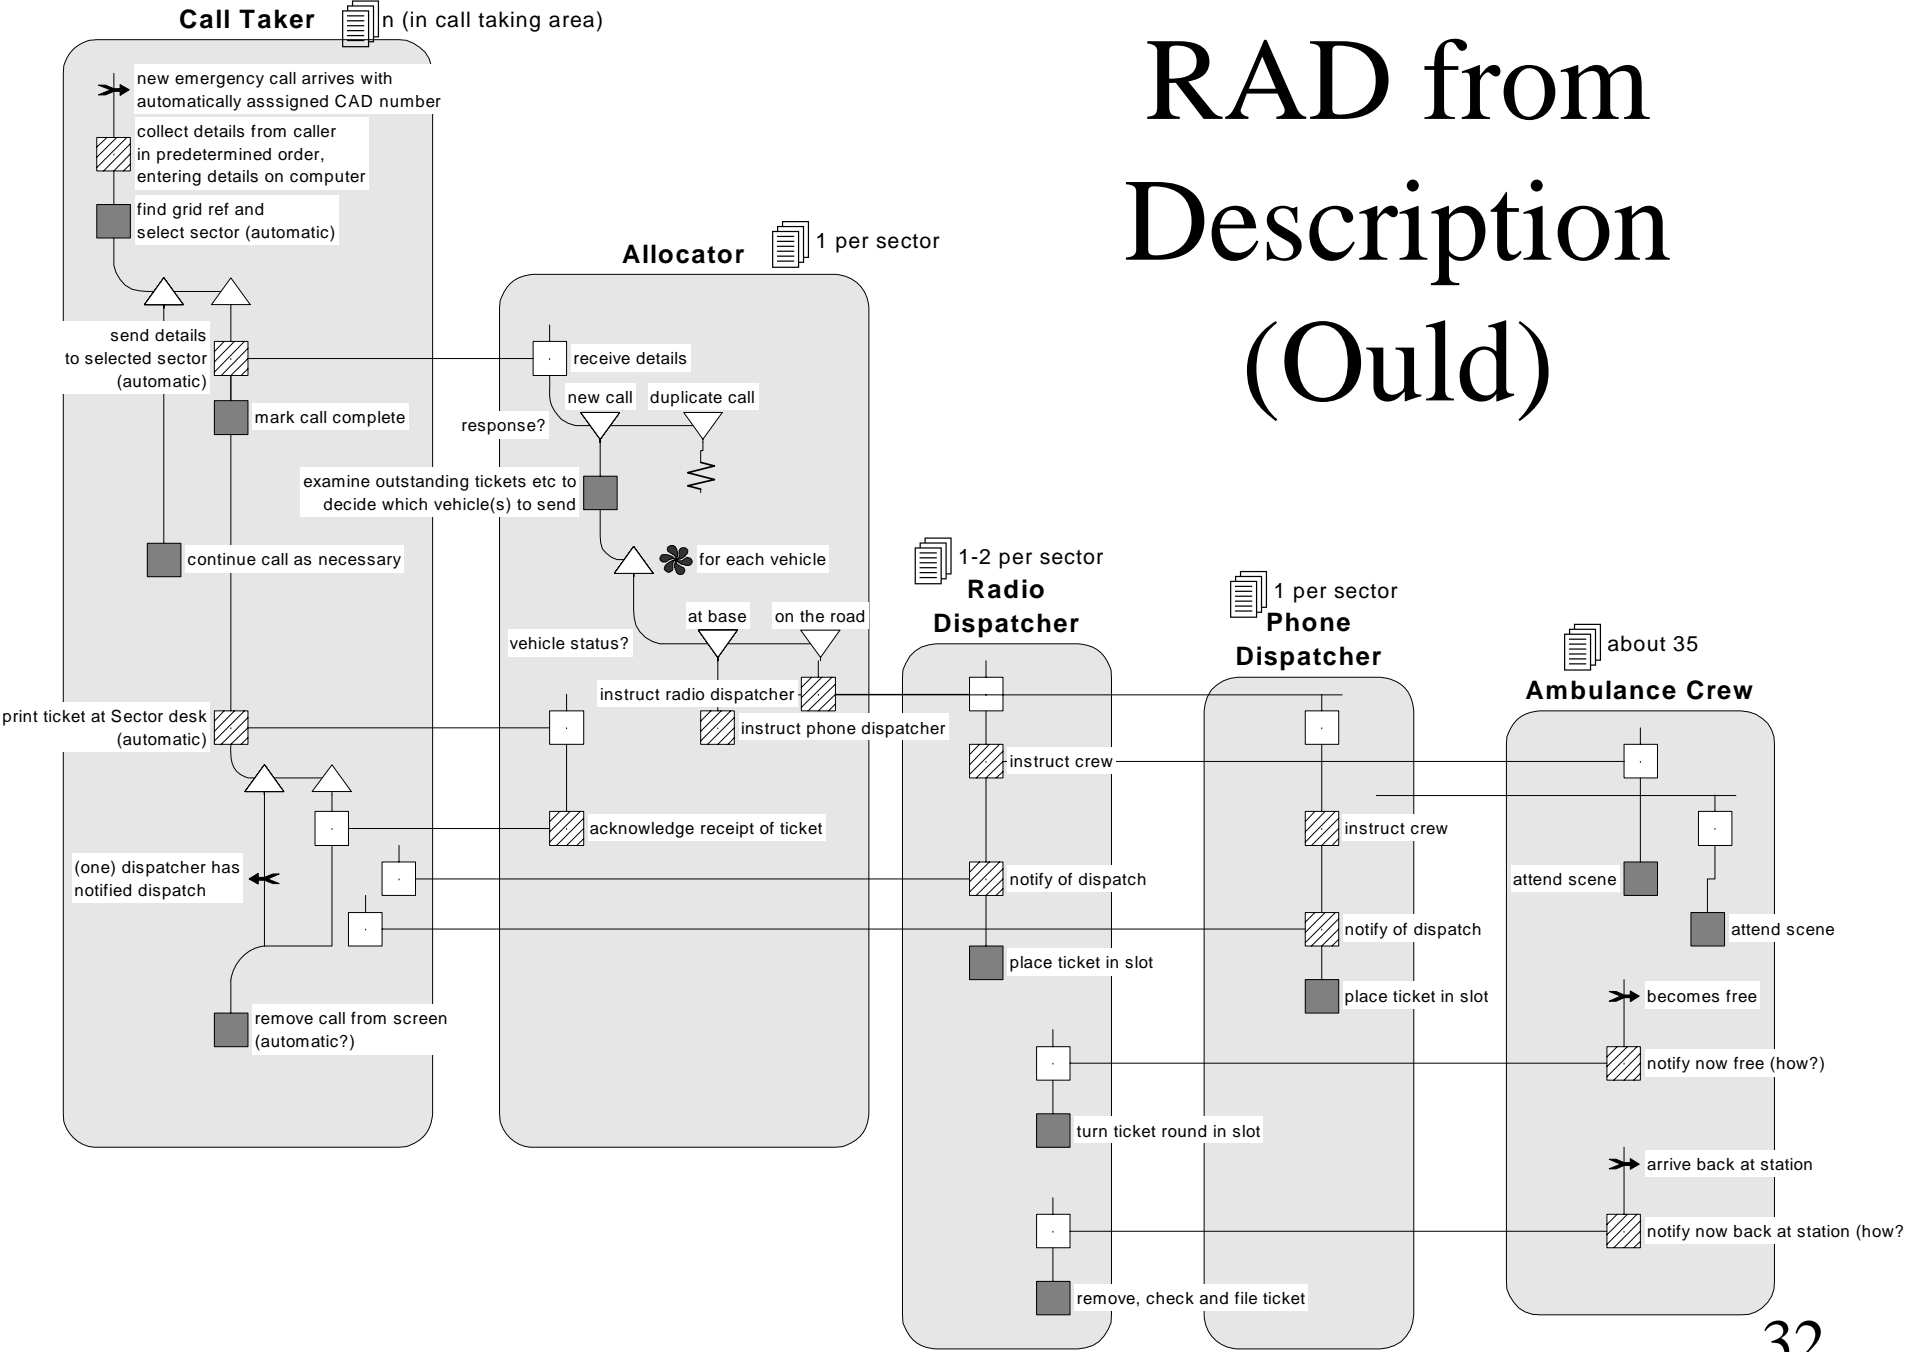 RAD from
Description
(Ould)
Call Taker
n (in call taking area)
new emergency call arrives with
automatically asssigned CAD number
collect details from caller
in predetermined order,
entering details on computer
find grid ref and
select sector (automatic)
send details
to selected sector
(automatic)
mark call complete
continue call as necessary
print ticket at Sector desk
(automatic)
(one) dispatcher has
notified dispatch
remove call from screen
(automatic?)
Allocator
1 per sector
receive details
new call
duplicate call
response?
examine outstanding tickets etc to
decide which vehicle(s) to send
for each vehicle
at base
on the road
vehicle status?
instruct radio dispatcher
instruct phone dispatcher
acknowledge receipt of ticket
1-2 per sector
Radio
Dispatcher
instruct crew
notify of dispatch
place ticket in slot
turn ticket round in slot
remove, check and file ticket
1 per sector
Phone
Dispatcher
instruct crew
notify of dispatch
place ticket in slot
about 35
Ambulance Crew
attend scene
attend scene
becomes free
notify now free (how?)
arrive back at station
notify now back at station (how?
32